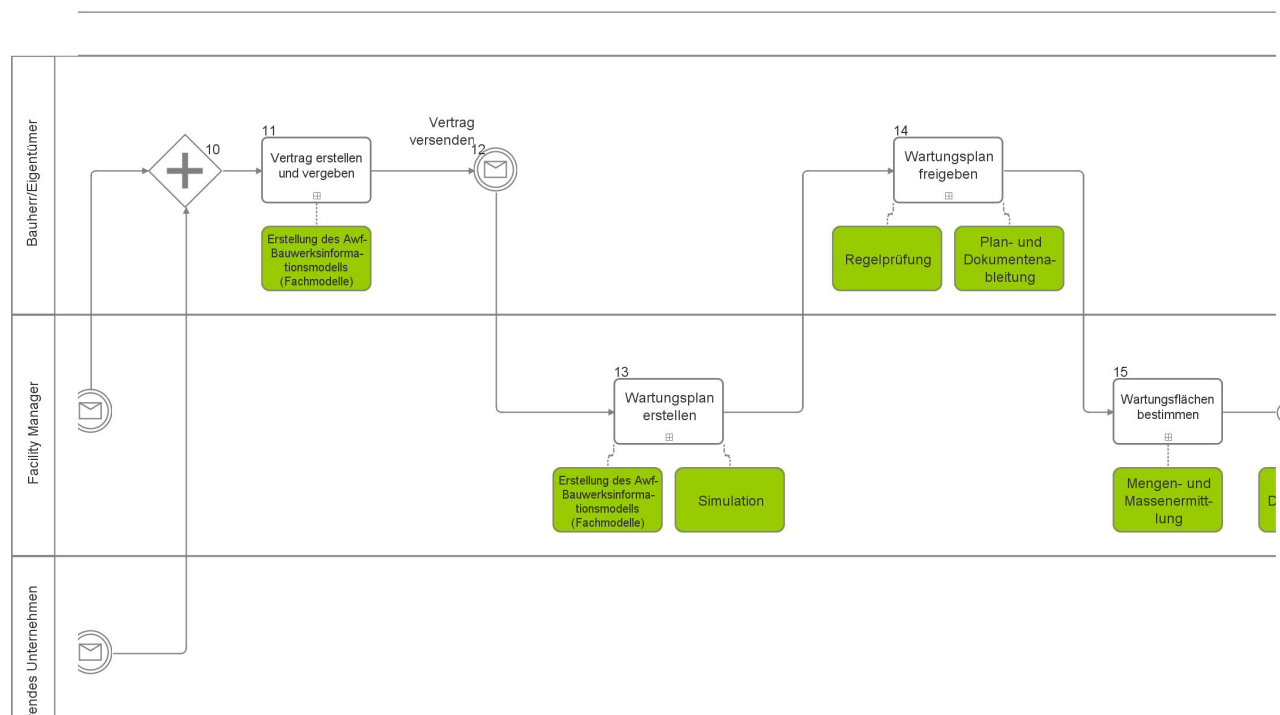 Bauherr/Eigentümer
10
11
Vertrag erstellen
und vergeben
Erstellung des Awf-
Bauwerksinforma-
tionsmodells
(Fachmodelle)
Vertrag
versenden
12
14
Wartungsplan
freigeben
Regelprüfung
Plan- und
Dokumentena-
bleitung
Facility Manager
13
Wartungsplan
erstellen
Erstellung des Awf-
Bauwerksinforma-
tionsmodells
(Fachmodelle)
Simulation
15
Wartungsflächen
bestimmen
Mengen- und
Massenermitt-
lung
D
endes Unternehmen